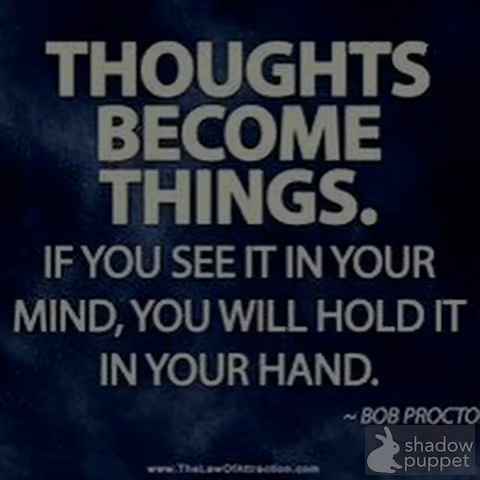 THOUGHTS
BECOME
THINGS.
IF YOU SEE IT IN YOUR
MIND, YOU WILL HOLD IT
IN YOUR HAND.
~ BOB PROCTO
shadow
puppet
www.TheLawOfAttraction.com